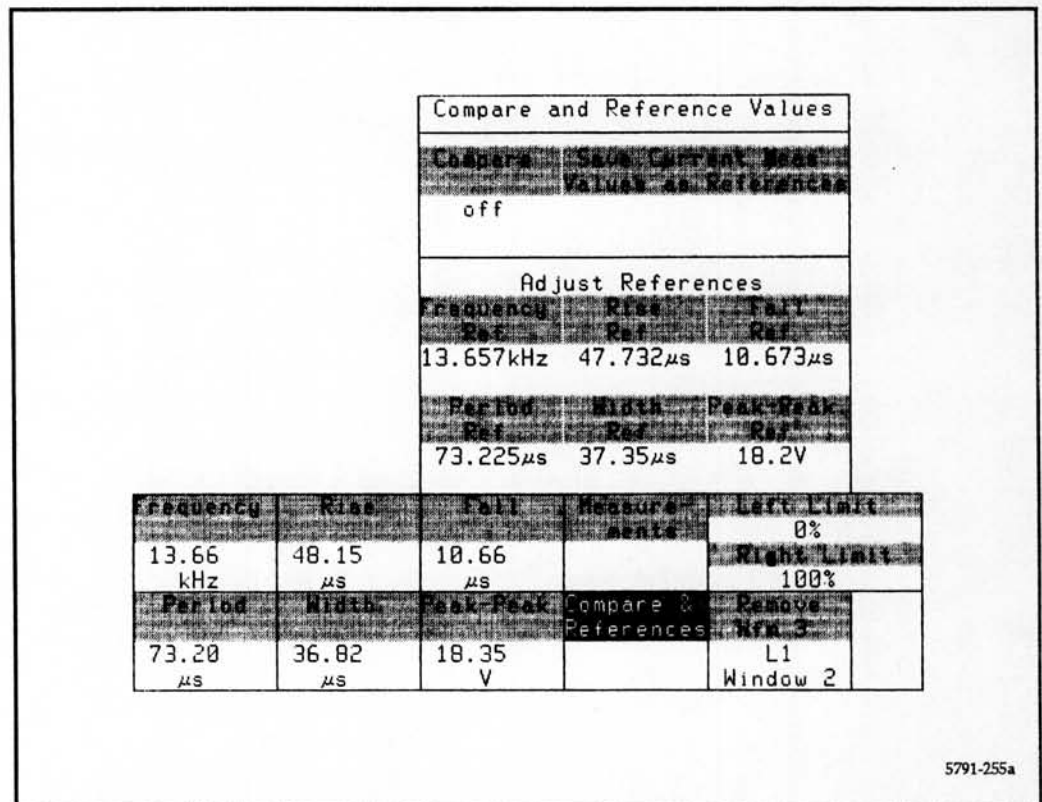 Compare and Reference Values
Compare Save Current Meas
Values as References
off
Adjust References
Frequency Rise Fall
Ref Ref Ref
13.657kHz 47.732µs 10.673µs
Period Width Peak-Peak
Ref Ref Ref
73.225µs 37.35µs 18.2V
Frequency Rise Fall Measure- Left Limit
ments 0%
13.66 48.15 10.66 Right Limit
kHz µs µs 100%
Period Width Peak-Peak Compare & Remove
References Wfm 3
73.20 36.82 18.35 L1
µs µs V Window 2
5791-255a